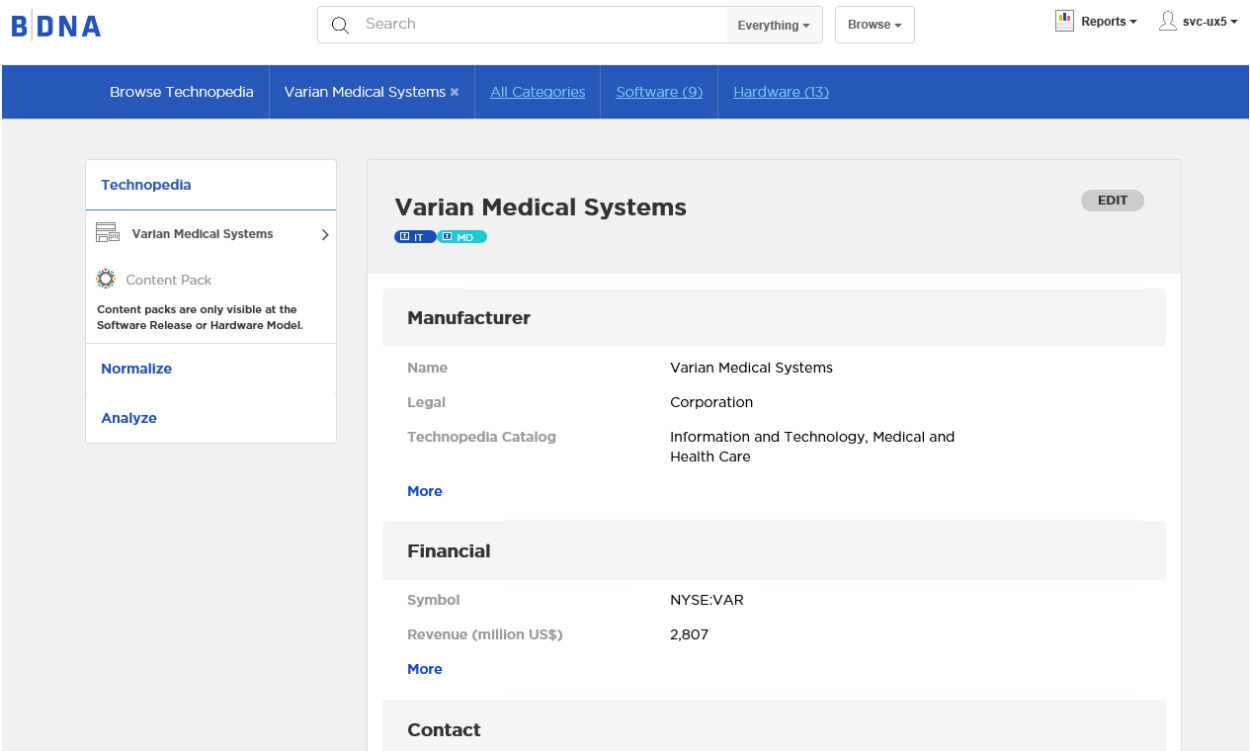 BDNA
Search
Everything
Browse
Reports
svc-ux5
Browse Technopedia
Varian Medical Systems ×
All Categories
Software (9)
Hardware (13)
Technopedia
Varian Medical Systems
Content Pack
Content packs are only visible at the
Software Release or Hardware Model.
Normalize
Analyze
Varian Medical Systems
EDIT
IT
MD
Manufacturer
Name
Varian Medical Systems
Legal
Corporation
Technopedia Catalog
Information and Technology, Medical and
Health Care
More
Financial
Symbol
NYSE:VAR
Revenue (million US$)
2,807
More
Contact